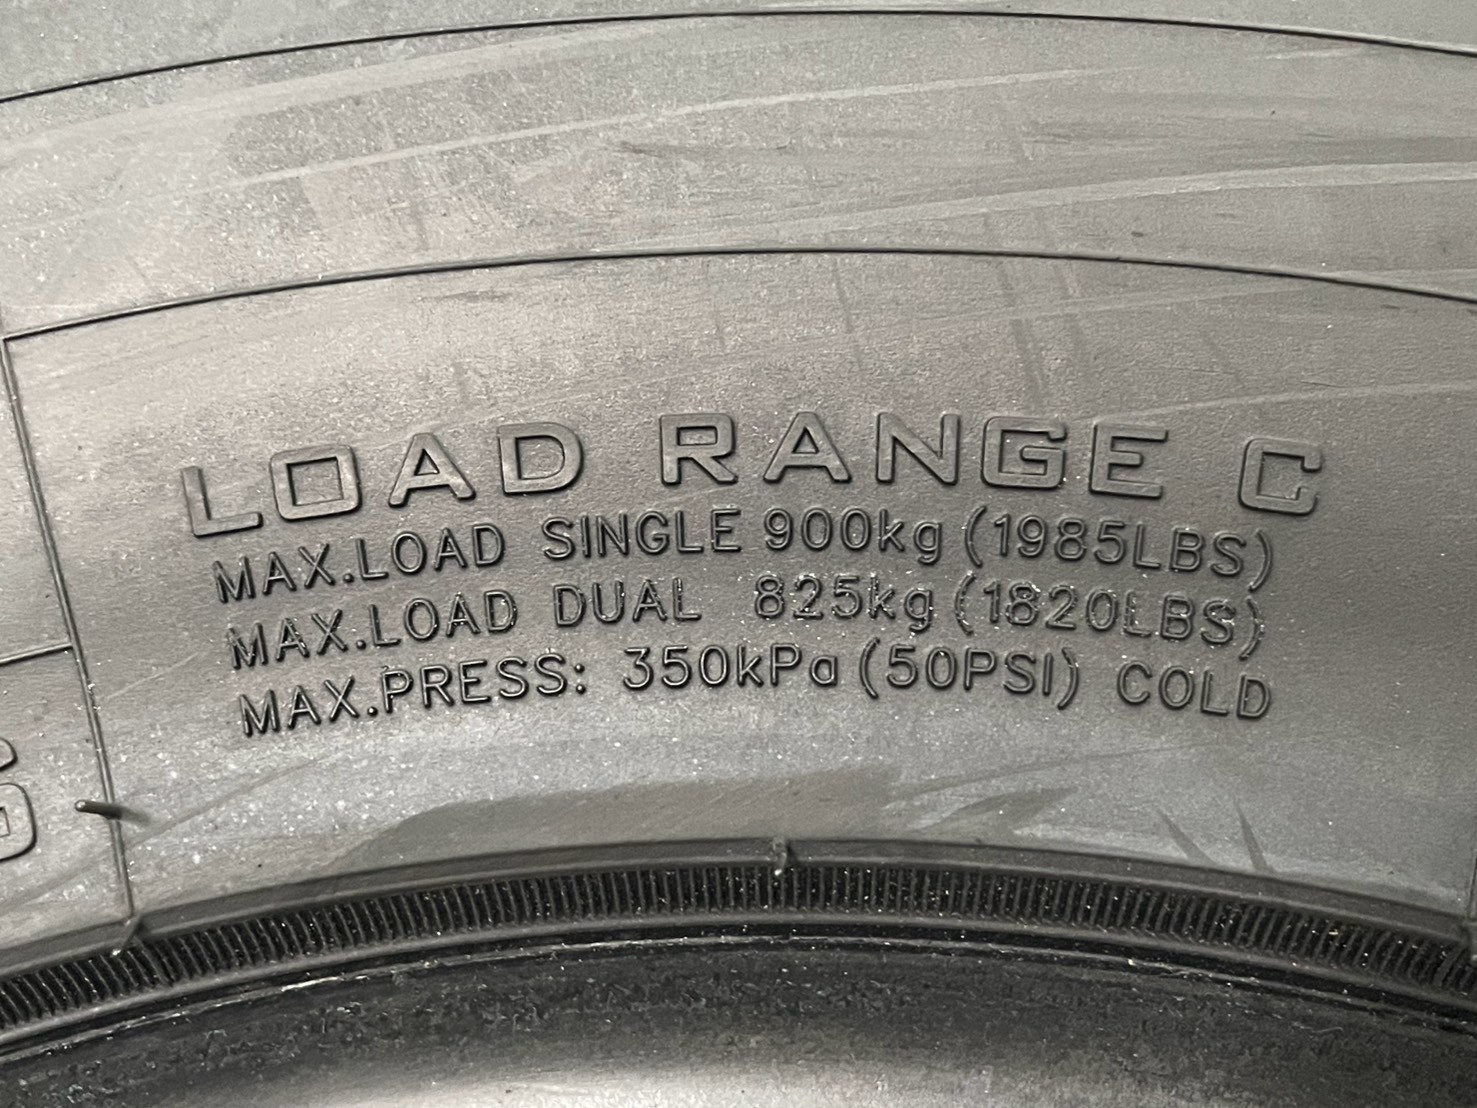 LOAD RANGE C
MAX.LOAD SINGLE 900kg (1985LBS)
MAX.LOAD DUAL 825kg (1820LBS)
MAX.PRESS: 350kPa (50PSI) COLD